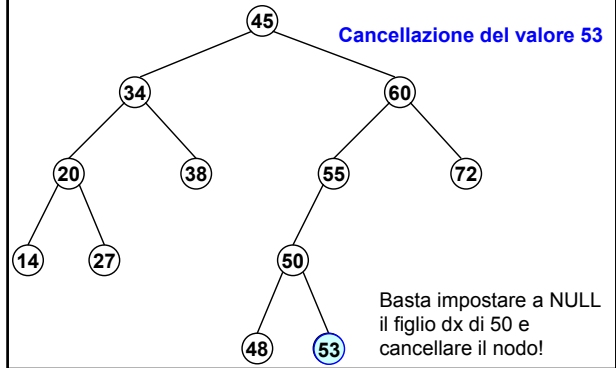 45
Cancellazione del valore 53
34 60
20 38 55 72
14 27 50
Basta impostare a NULL
il figlio dx di 50 e
cancellare il nodo!
48 53